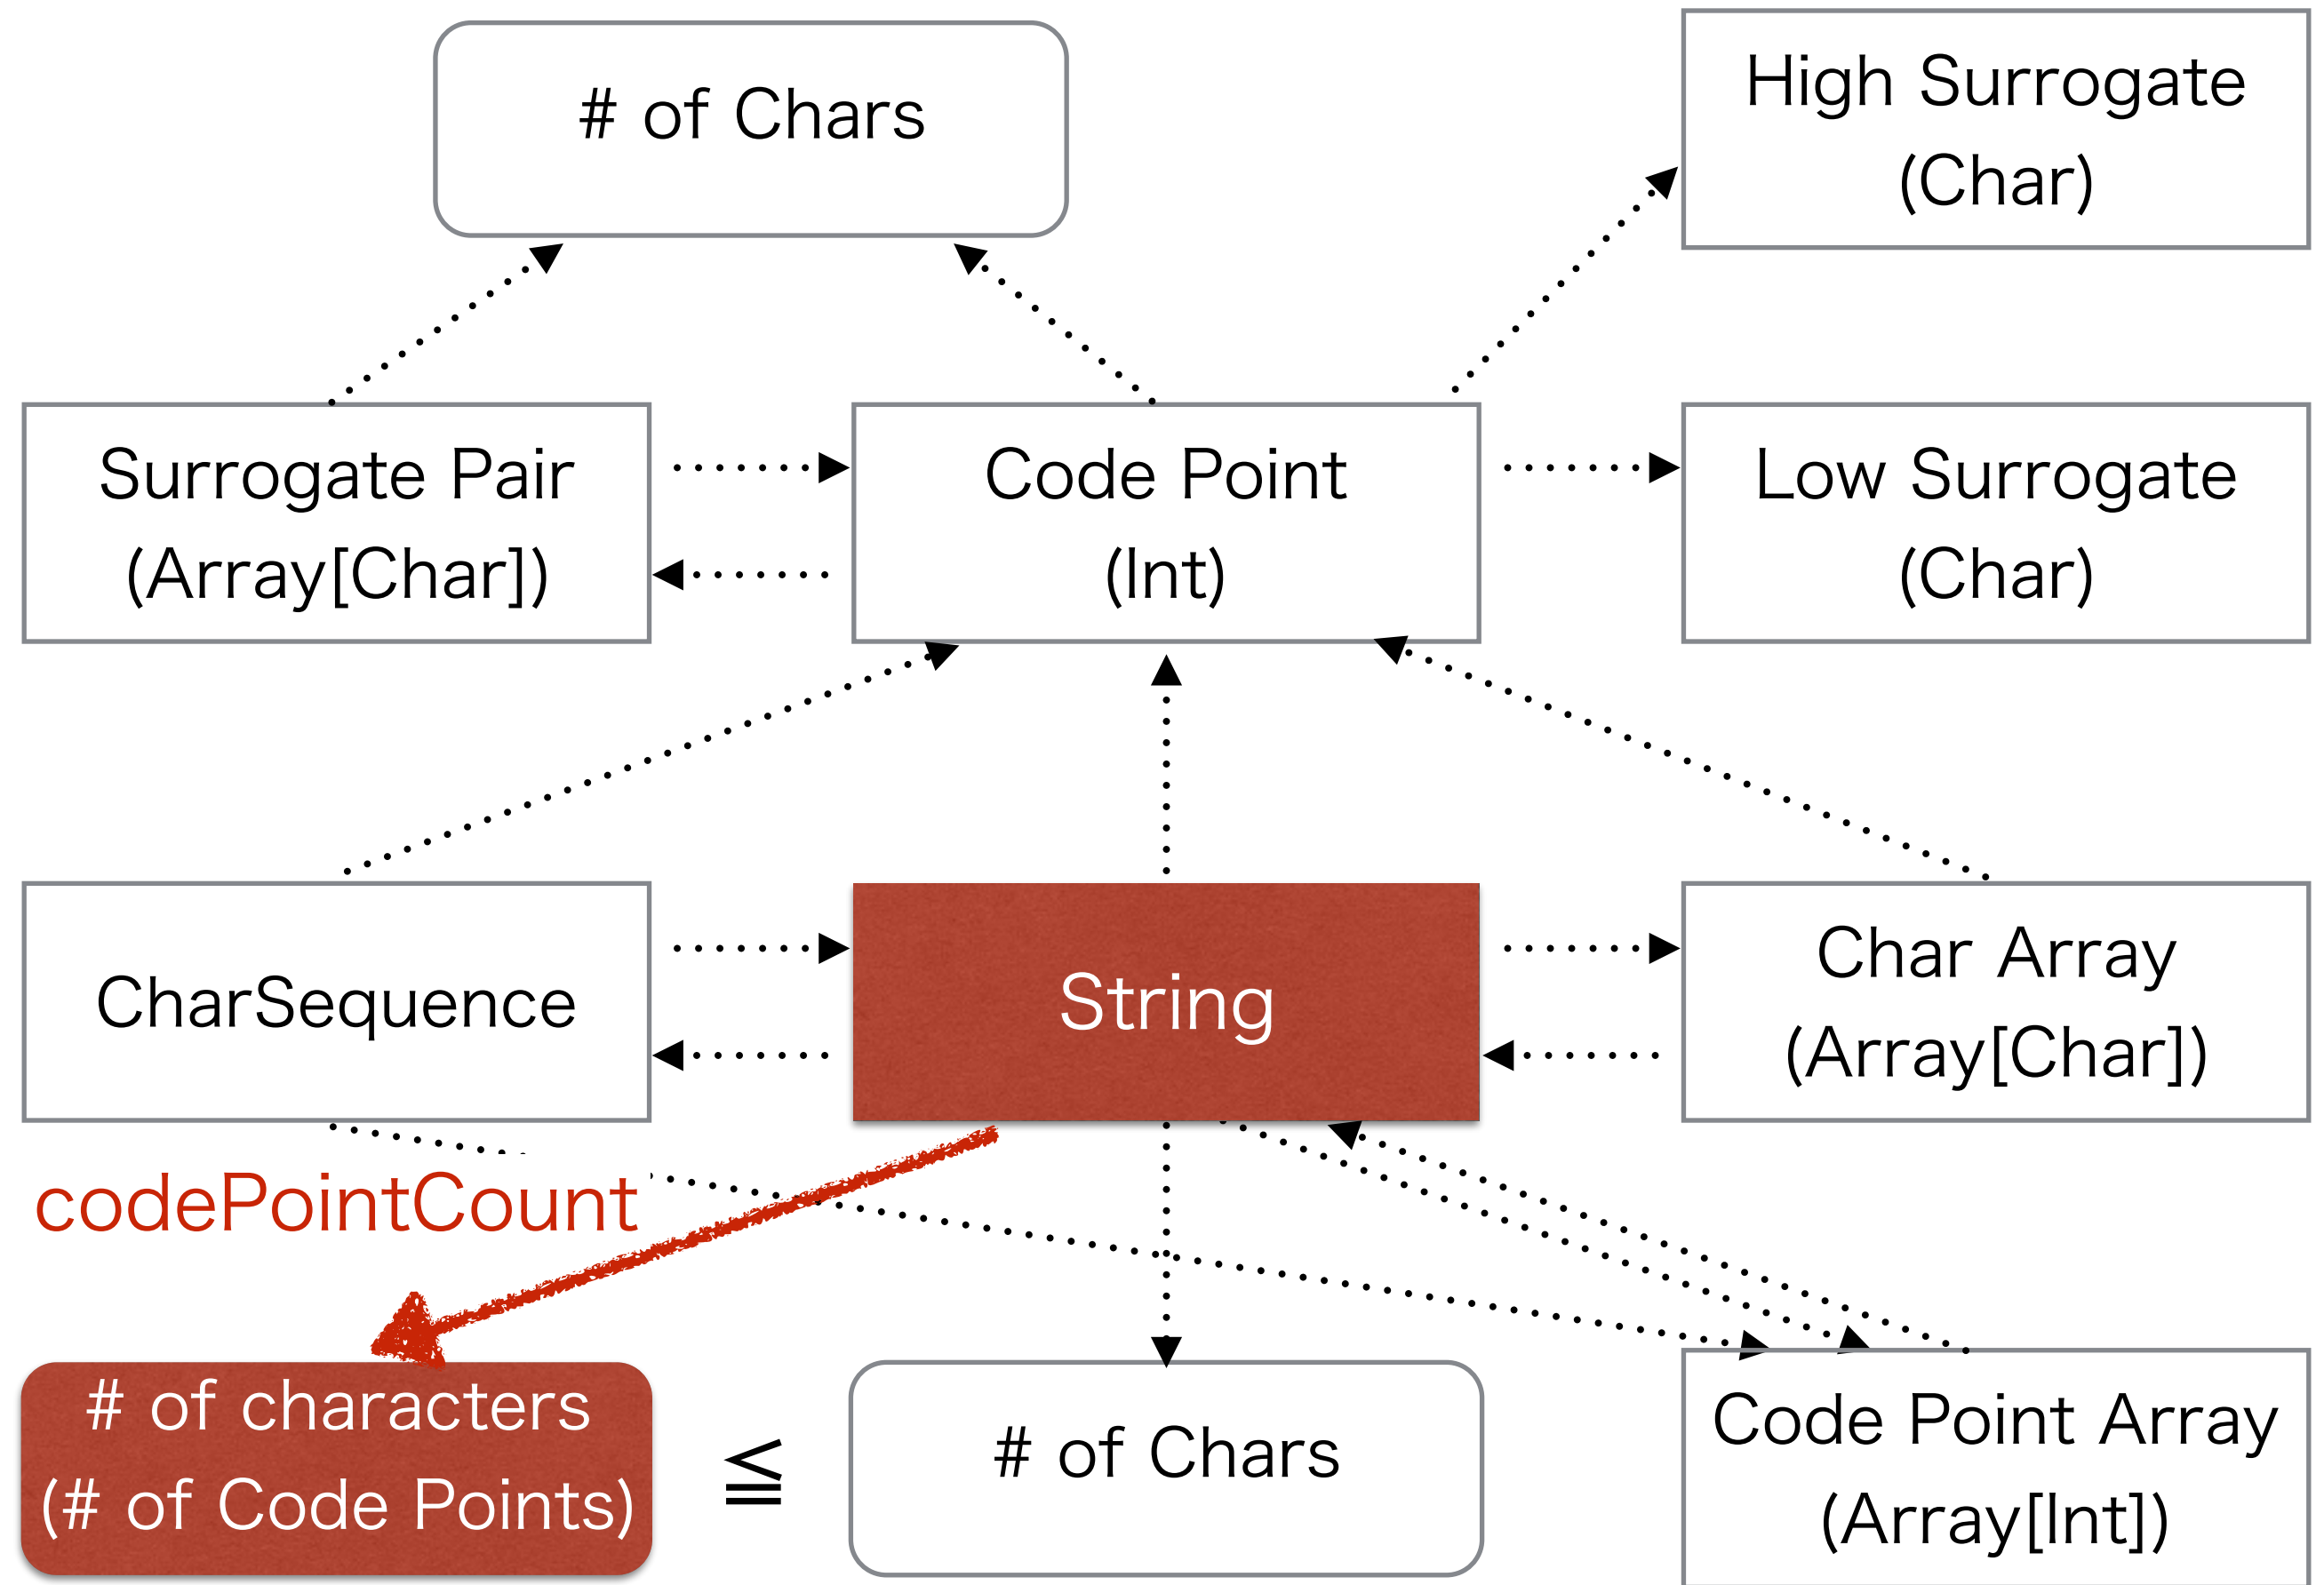 # of Chars
High Surrogate
(Char)
Surrogate Pair
(Array[Char])
Code Point
(Int)
Low Surrogate
(Char)
CharSequence
String
Char Array
(Array[Char])
codePointCount
# of characters
(# of Code Points)
≦
# of Chars
Code Point Array
(Array[Int])